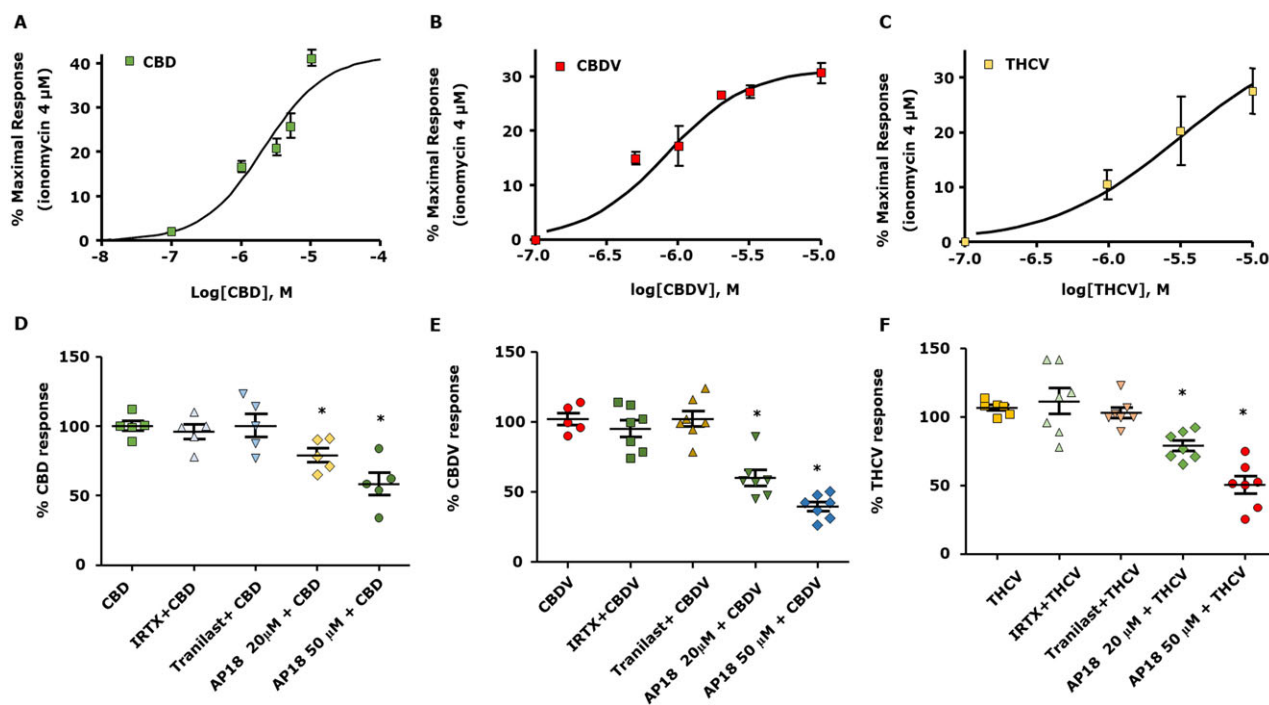 A
% Maximal Response
(ionomycin 4 µM)
40
30
20
10
0
CBD
-8
-7
-6
-5
-4
Log[CBD], M
B
% Maximal Response
(ionomycin 4 µM)
30
20
10
0
CBDV
-7.0
-6.5
-6.0
-5.5
-5.0
log[CBDV], M
C
% Maximal Response
(ionomycin 4 µM)
30
20
10
0
THCV
-7.0
-6.5
-6.0
-5.5
-5.0
log[THCV], M
D
% CBD response
150
100
50
0
*
*
CBD
IRTX+CBD
Tranilast+ CBD
AP18 20µM + CBD
AP18 50 µM + CBD
E
% CBDV response
150
100
50
0
*
*
CBDV
IRTX+CBDV
Tranilast+ CBDV
AP18 20µM + CBDV
AP18 50 µM + CBDV
F
% THCV response
150
100
50
0
*
*
THCV
IRTX+THCV
Tranilast+THCV
AP18 20 µM + THCV
AP18 50 µM + THCV